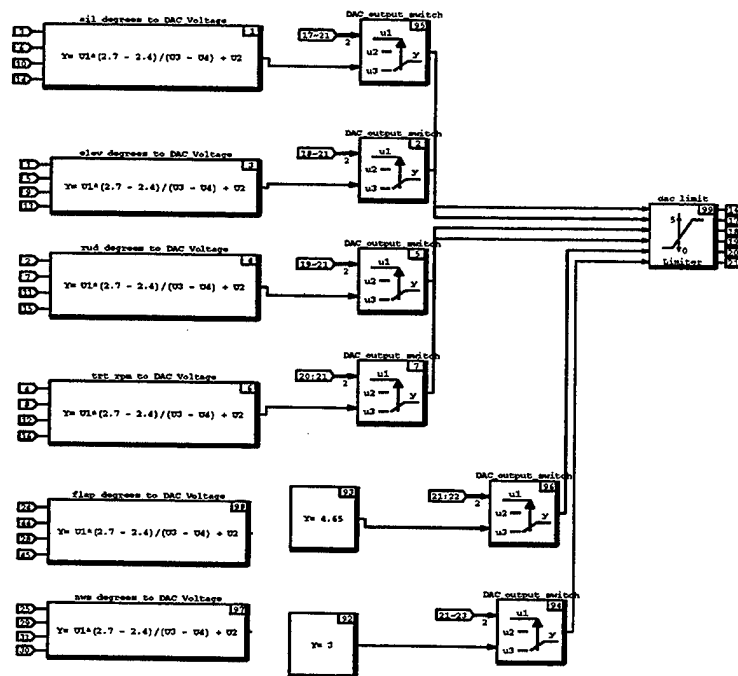 ail degrees to DAC Voltage
1
Y= U1*(2.7 - 2.4)/(U3 - U4) + U2
DAC_output_switch
95
17-21
2
u1
u2
u3
y
elev degrees to DAC Voltage
3
Y= U1*(2.7 - 2.4)/(U3 - U4) + U2
DAC output switch
2
18-21
2
u1
u2
u3
y
dac limit
99
5
0
Limiter
rud degrees to DAC Voltage
4
Y= U1*(2.7 - 2.4)/(U3 - U4) + U2
DAC output switch
5
19-21
2
u1
u2
u3
y
trt rpm to DAC Voltage
6
Y= U1*(2.7 - 2.4)/(U3 - U4) + U2
DAC output switch
7
20:21
2
u1
u2
u3
y
flap degrees to DAC Voltage
98
Y= U1*(2.7 - 2.4)/(U3 - U4) + U2
93
Y= 4.65
DAC output switch
96
21:22
2
u1
u2
u3
y
nws degrees to DAC Voltage
97
Y= U1*(2.7 - 2.4)/(U3 - U4) + U2
92
Y= 3
DAC output switch
94
21-23
2
u1
u2
u3
y